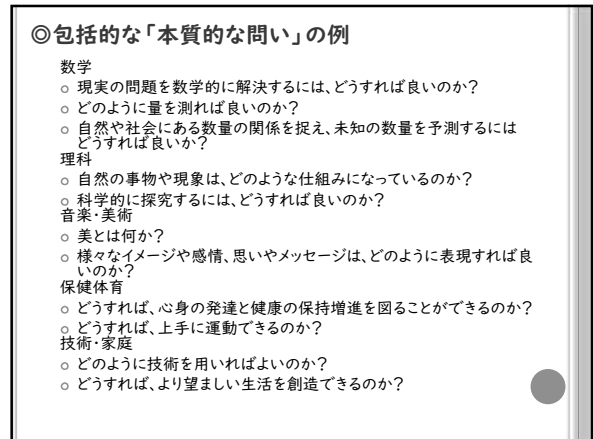 ◎包括的な「本質的な問い」の例
数学
○ 現実の問題を数学的に解決するには、どうすれば良いのか?
○ どのように量を測れば良いのか?
○ 自然や社会にある数量の関係を捉え、未知の数量を予測するには
どうすれば良いか?
理科
○ 自然の事物や現象は、どのような仕組みになっているのか?
○ 科学的に探究するには、どうすれば良いのか?
音楽・美術
○ 美とは何か?
○ 様々なイメージや感情、思いやメッセージは、どのように表現すれば良
いのか?
保健体育
○ どうすれば、心身の発達と健康の保持増進を図ることができるのか?
○ どうすれば、上手に運動できるのか?
技術・家庭
○ どのように技術を用いればよいのか?
○ どうすれば、より望ましい生活を創造できるのか?